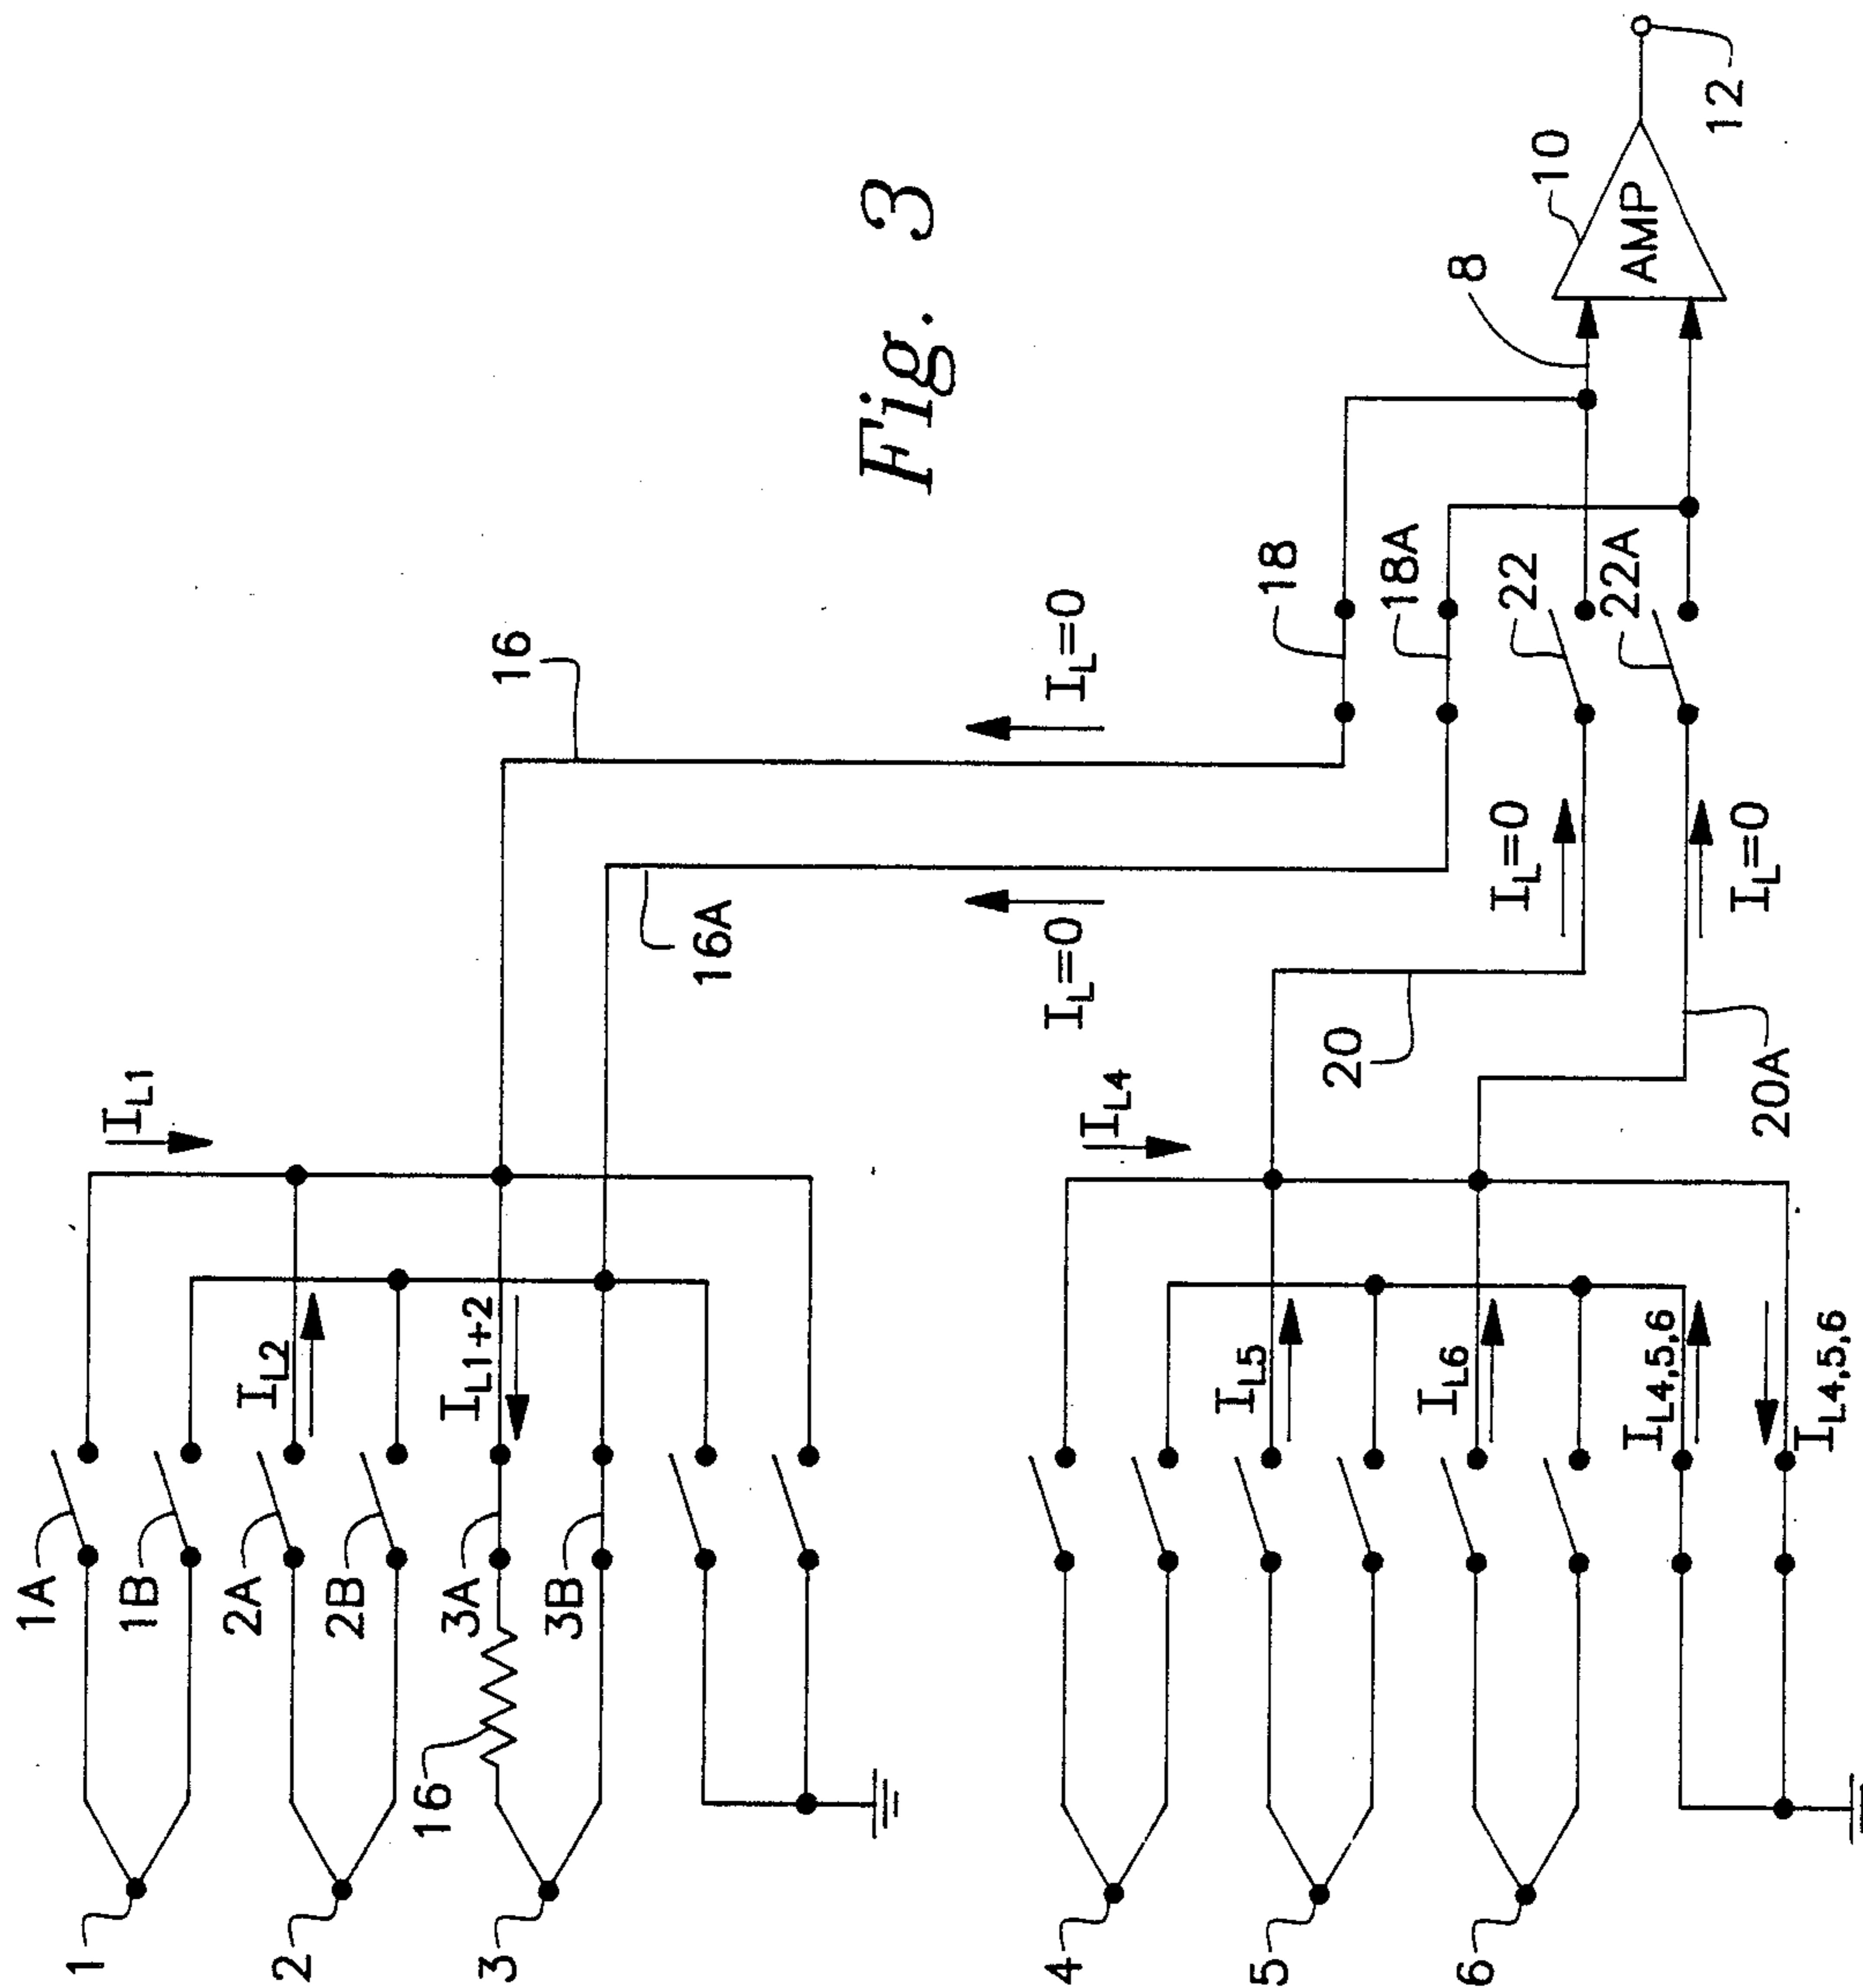 1
1A
1B
I_L1
2
2A
2B
I_L2
3
16
3A
3B
I_L1+2
16
16A
I_L=0
I_L=0
Fig. 3
4
I_L4
5
I_L5
6
I_L6
I_L4,5,6
I_L4,5,6
20
20A
I_L=0
I_L=0
18
18A
22
22A
8
10
AMP
12